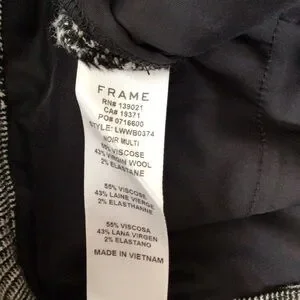 FRAME
RN# 139021
CA# 19371
PO# 0716600
STYLE: LWWB0374
NOIR MULTI
55% VISCOSE
43% VIRGIN WOOL
2% ELASTANE
55% VISCOSE
43% LAINE VIERGE
2% ELASTHANNE
55% VISCOSA
43% LANA VIRGEN
2% ELASTANO
MADE IN VIETNAM